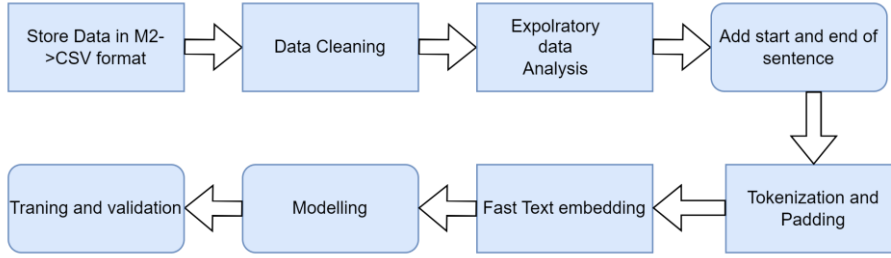 Store Data in M2-
>CSV format
Data Cleaning
Expolratory
data
Analysis
Add start and end of
sentence
Tokenization and
Padding
Fast Text embedding
Modelling
Traning and validation